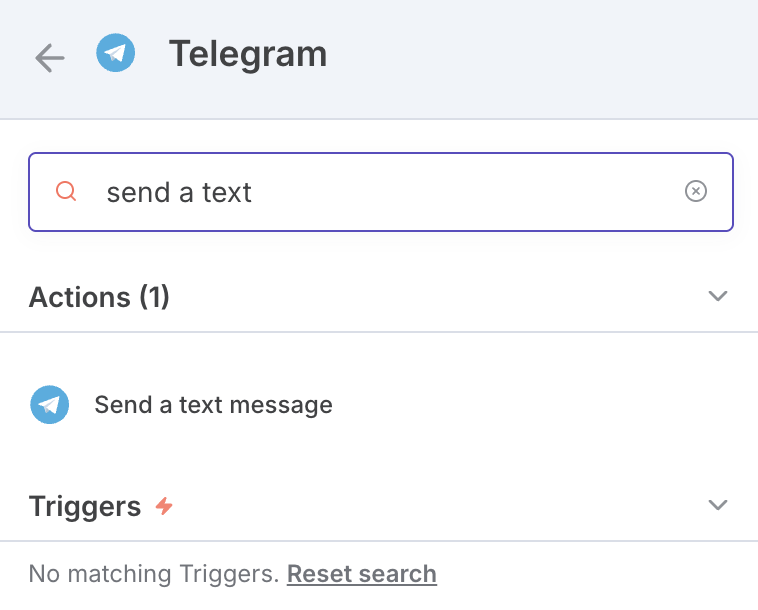 Telegram
send a text
Actions (1)
Send a text message
Triggers
No matching Triggers. Reset search